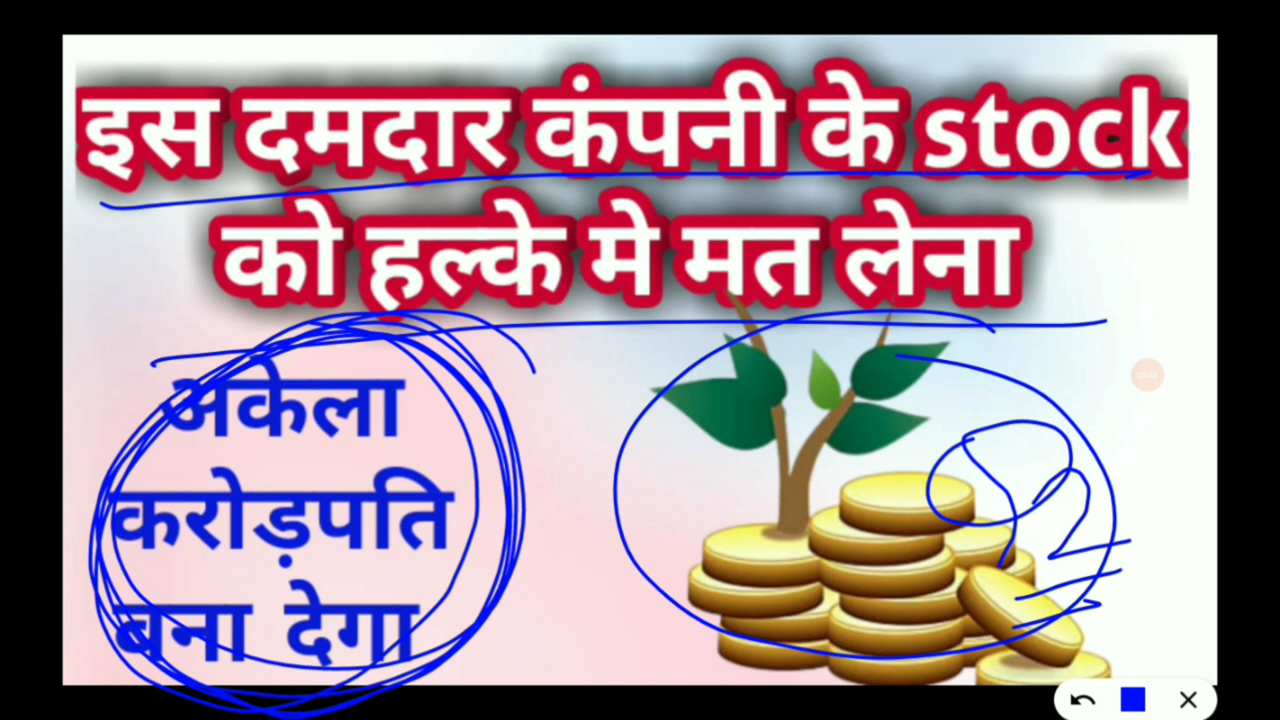 इस दमदार कंपनी के stock
को हल्के मे मत लेना
अकेला
करोड़पति
बना देगा